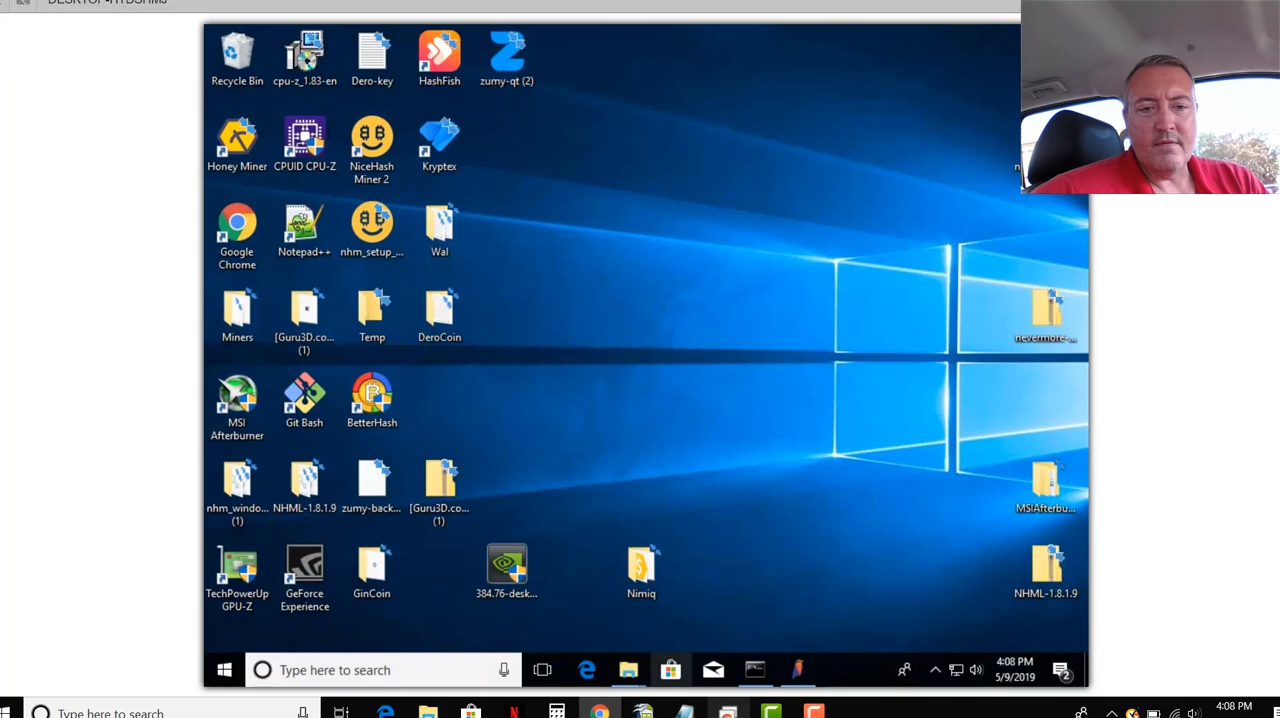 Recycle Bin
cpu-z_1.83-en
Dero-key
HashFish
zumy-qt (2)
Honey Miner
CPUID CPU-Z
NiceHash
Miner 2
Kryptex
Google
Chrome
Notepad++
nhm_setup_...
Wal
Miners
[Guru3D.co...
(1)
Temp
DeroCoin
nevermore-...
MSI
Afterburner
Git Bash
BetterHash
nhm_windo...
(1)
NHML-1.8.1.9
zumy-back...
[Guru3D.co...
(1)
MSIAfterbu...
TechPowerUp
GPU-Z
GeForce
Experience
GinCoin
384.76-desk...
Nimiq
NHML-1.8.1.9
Type here to search
4:08 PM
5/9/2019
2
Type here to search
4:08 PM